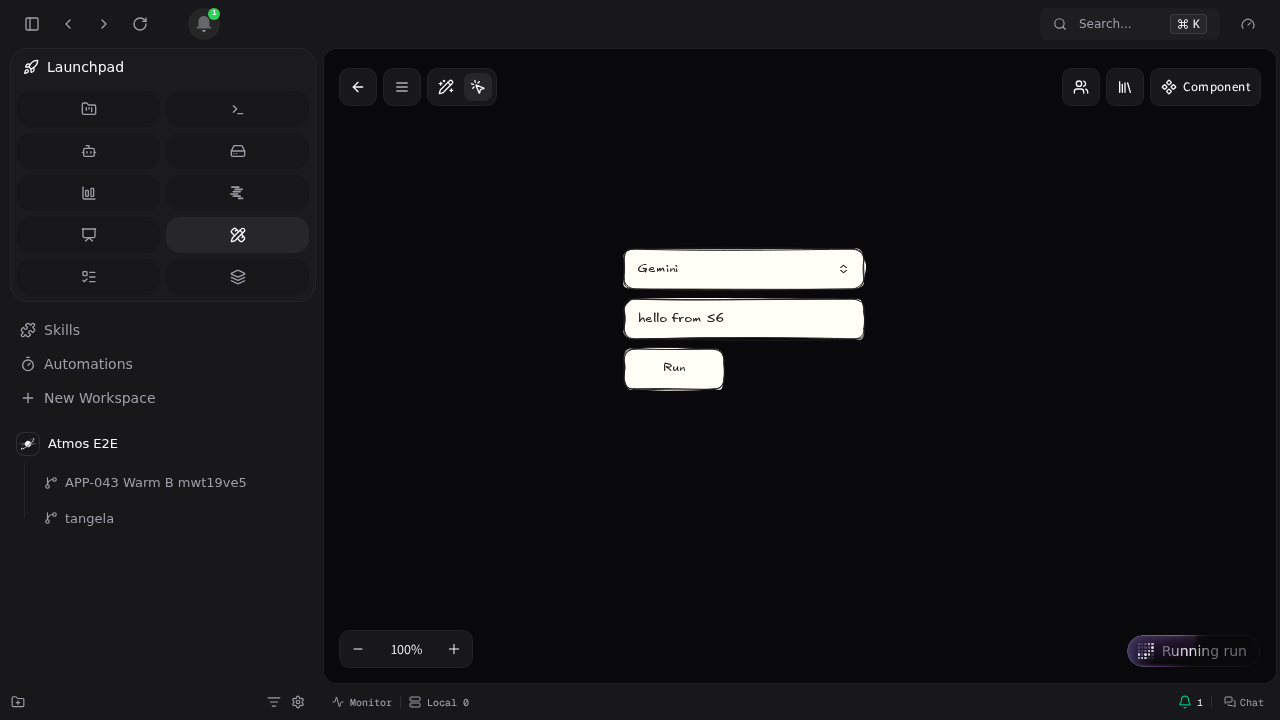 1
Search...
⌘ K
Launchpad
Component
Gemini
hello from S6
Run
Skills
Automations
New Workspace
Atmos E2E
APP-043 Warm B mwt19ve5
tangela
100%
Running run
Monitor
Local 0
1
Chat